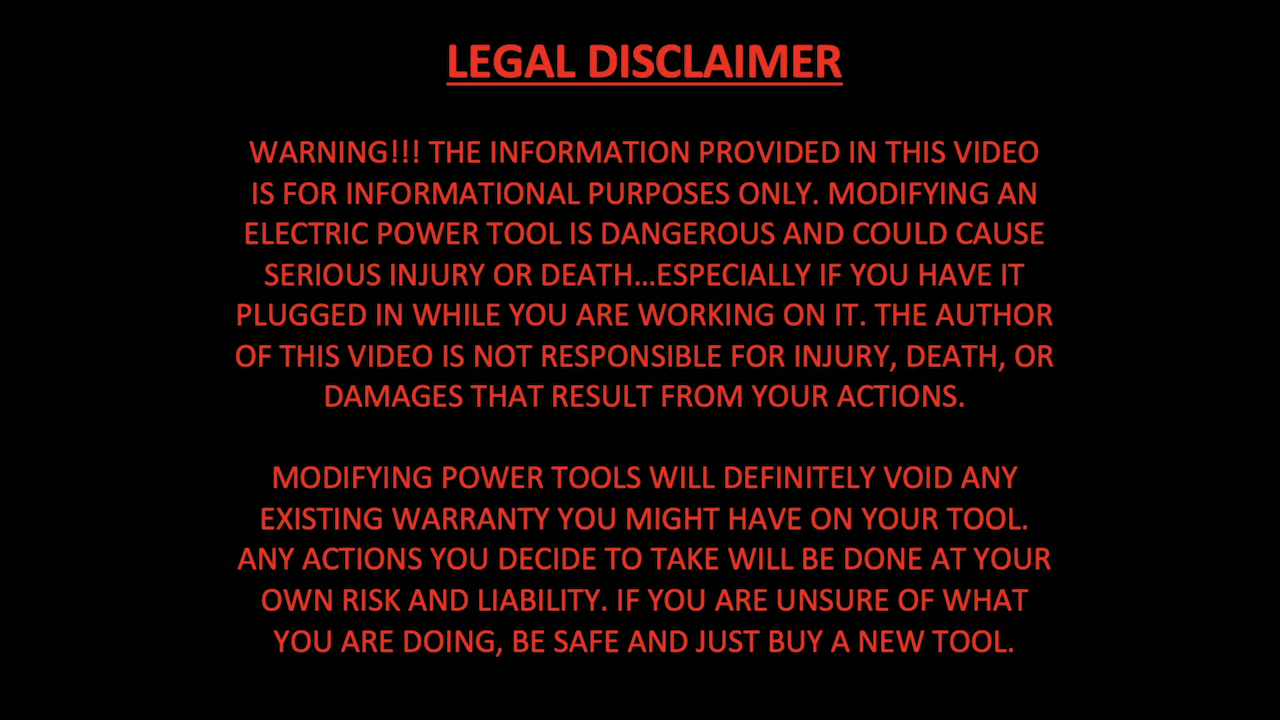 LEGAL DISCLAIMER
WARNING!!! THE INFORMATION PROVIDED IN THIS VIDEO
IS FOR INFORMATIONAL PURPOSES ONLY. MODIFYING AN
ELECTRIC POWER TOOL IS DANGEROUS AND COULD CAUSE
SERIOUS INJURY OR DEATH...ESPECIALLY IF YOU HAVE IT
PLUGGED IN WHILE YOU ARE WORKING ON IT. THE AUTHOR
OF THIS VIDEO IS NOT RESPONSIBLE FOR INJURY, DEATH, OR
DAMAGES THAT RESULT FROM YOUR ACTIONS.
MODIFYING POWER TOOLS WILL DEFINITELY VOID ANY
EXISTING WARRANTY YOU MIGHT HAVE ON YOUR TOOL.
ANY ACTIONS YOU DECIDE TO TAKE WILL BE DONE AT YOUR
OWN RISK AND LIABILITY. IF YOU ARE UNSURE OF WHAT
YOU ARE DOING, BE SAFE AND JUST BUY A NEW TOOL.